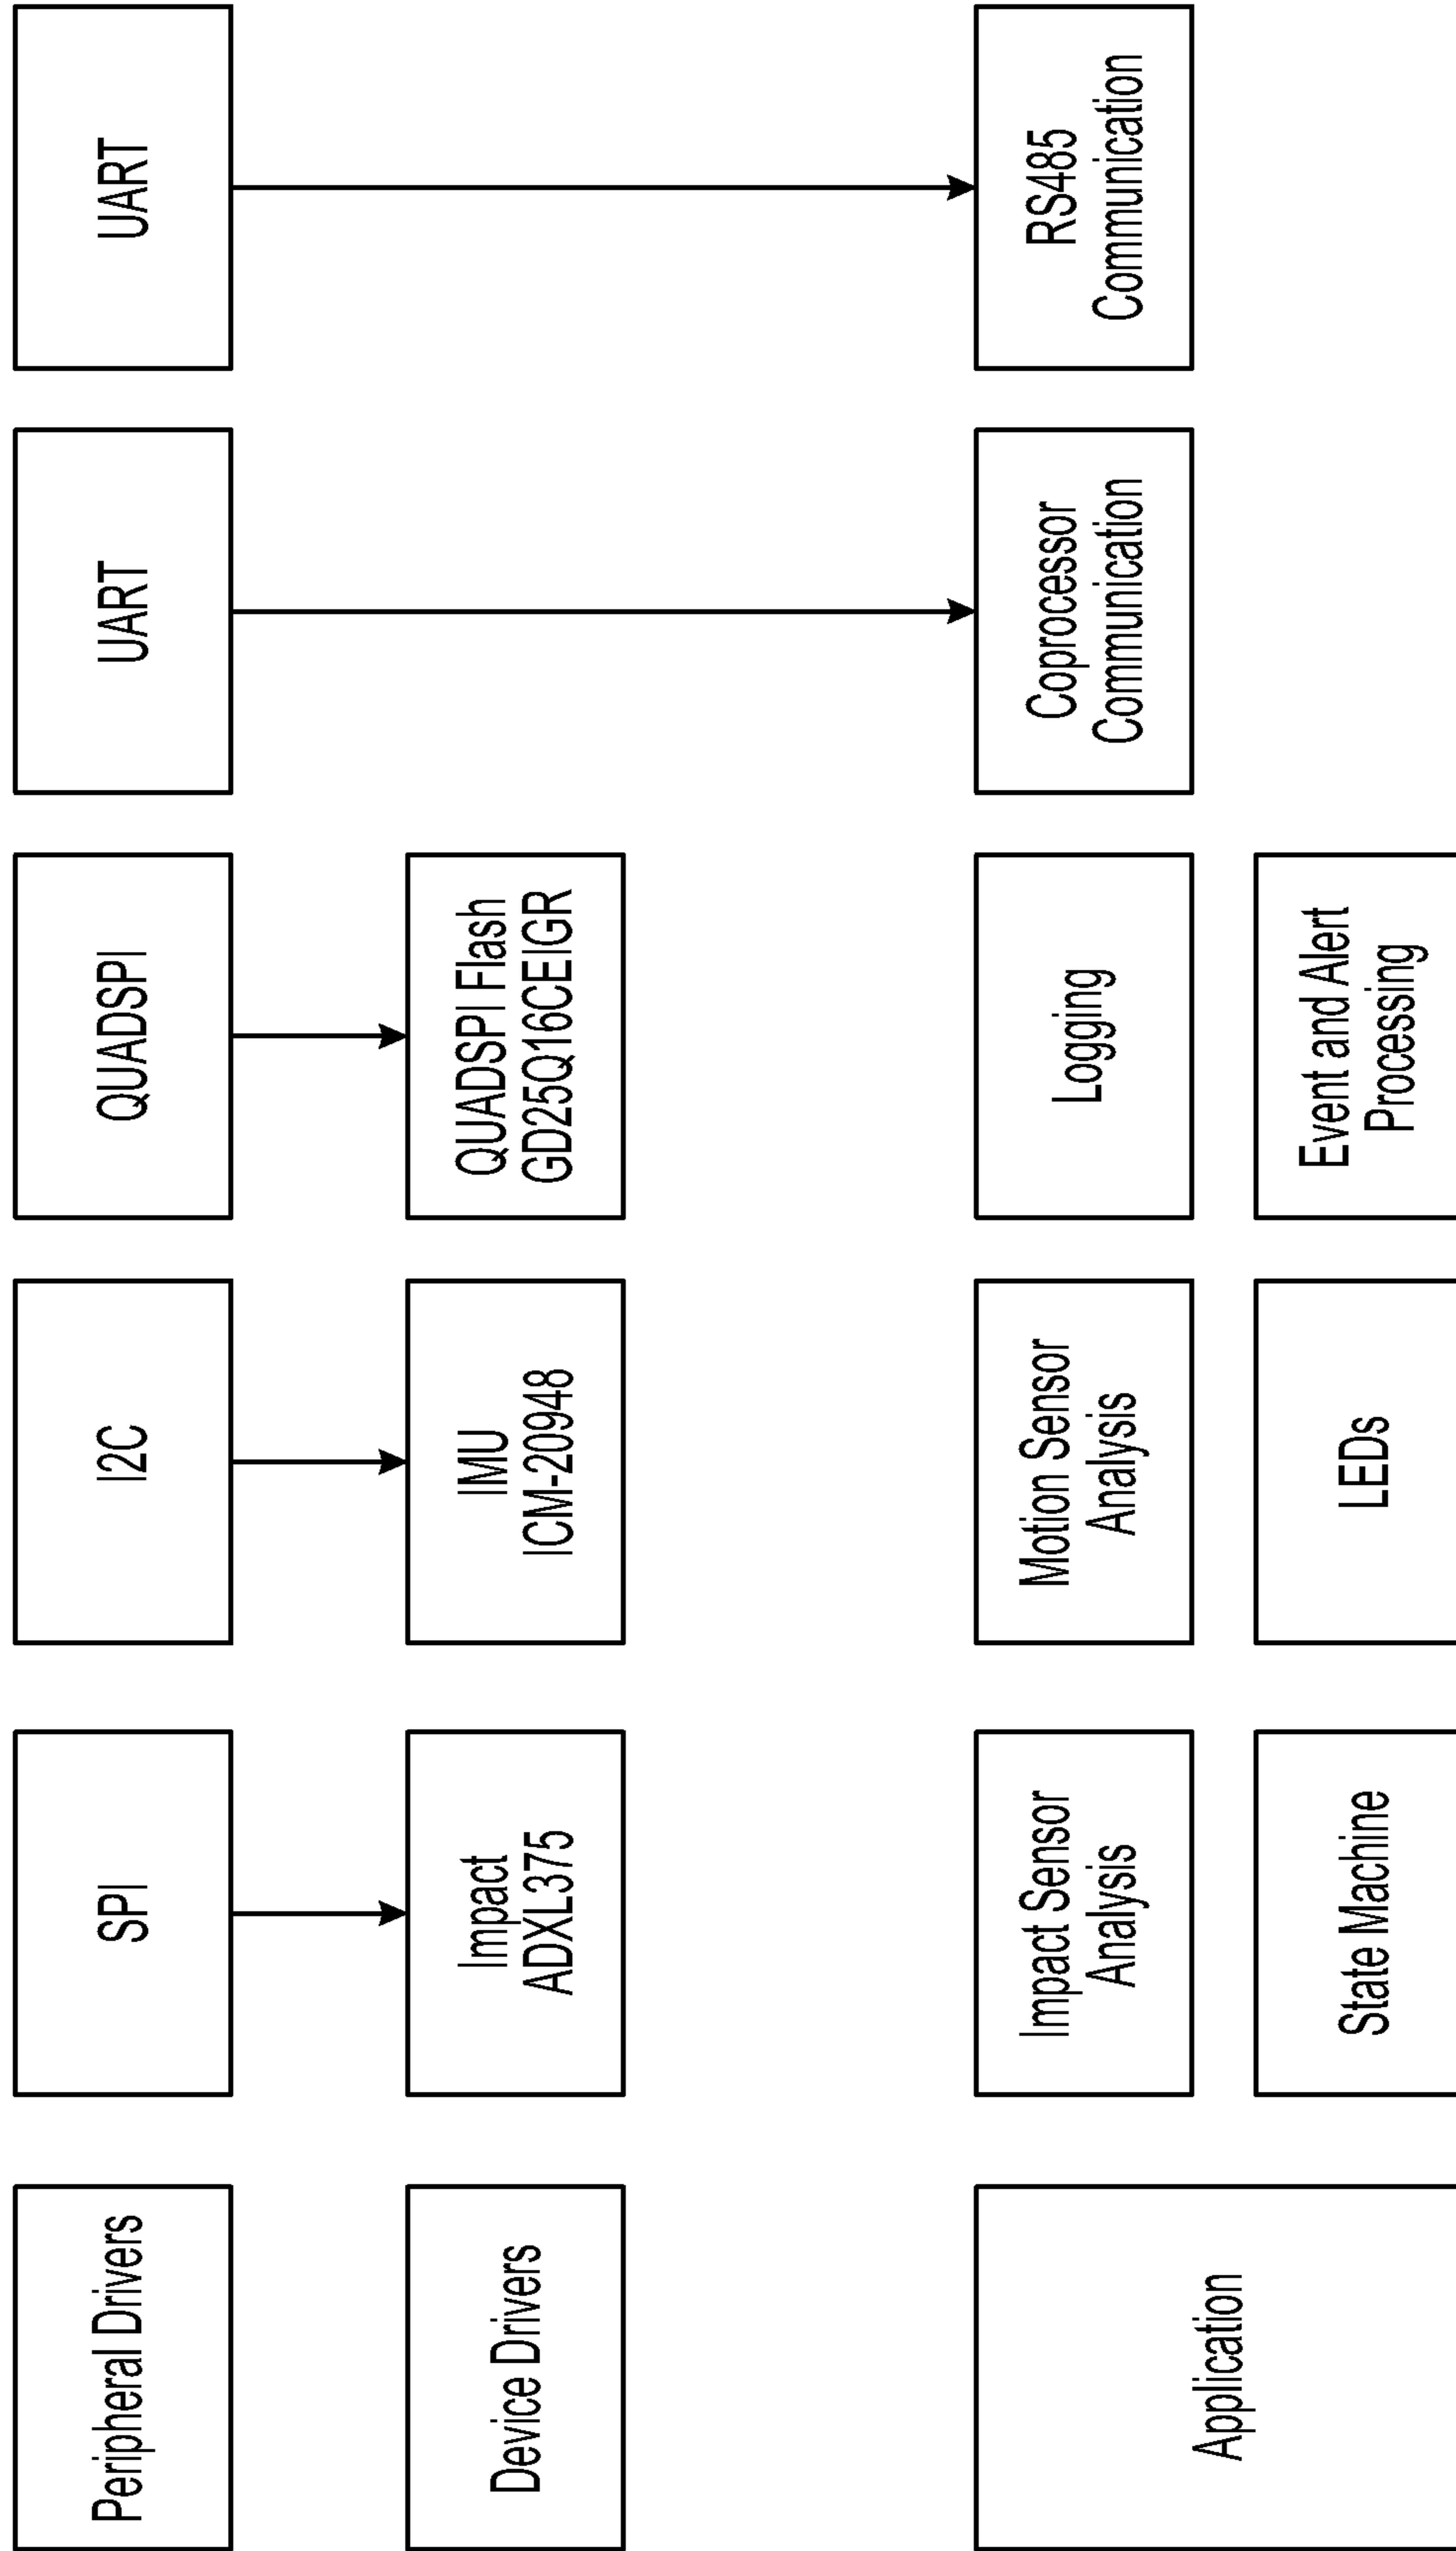 Peripheral Drivers
SPI
I2C
QUADSPI
UART
UART
Device Drivers
Impact
ADXL375
IMU
ICM-20948
QUADSPI Flash
GD25Q16CEIGR
Application
Impact Sensor
Analysis
Motion Sensor
Analysis
Logging
Coprocessor
Communication
RS485
Communication
State Machine
LEDs
Event and Alert
Processing